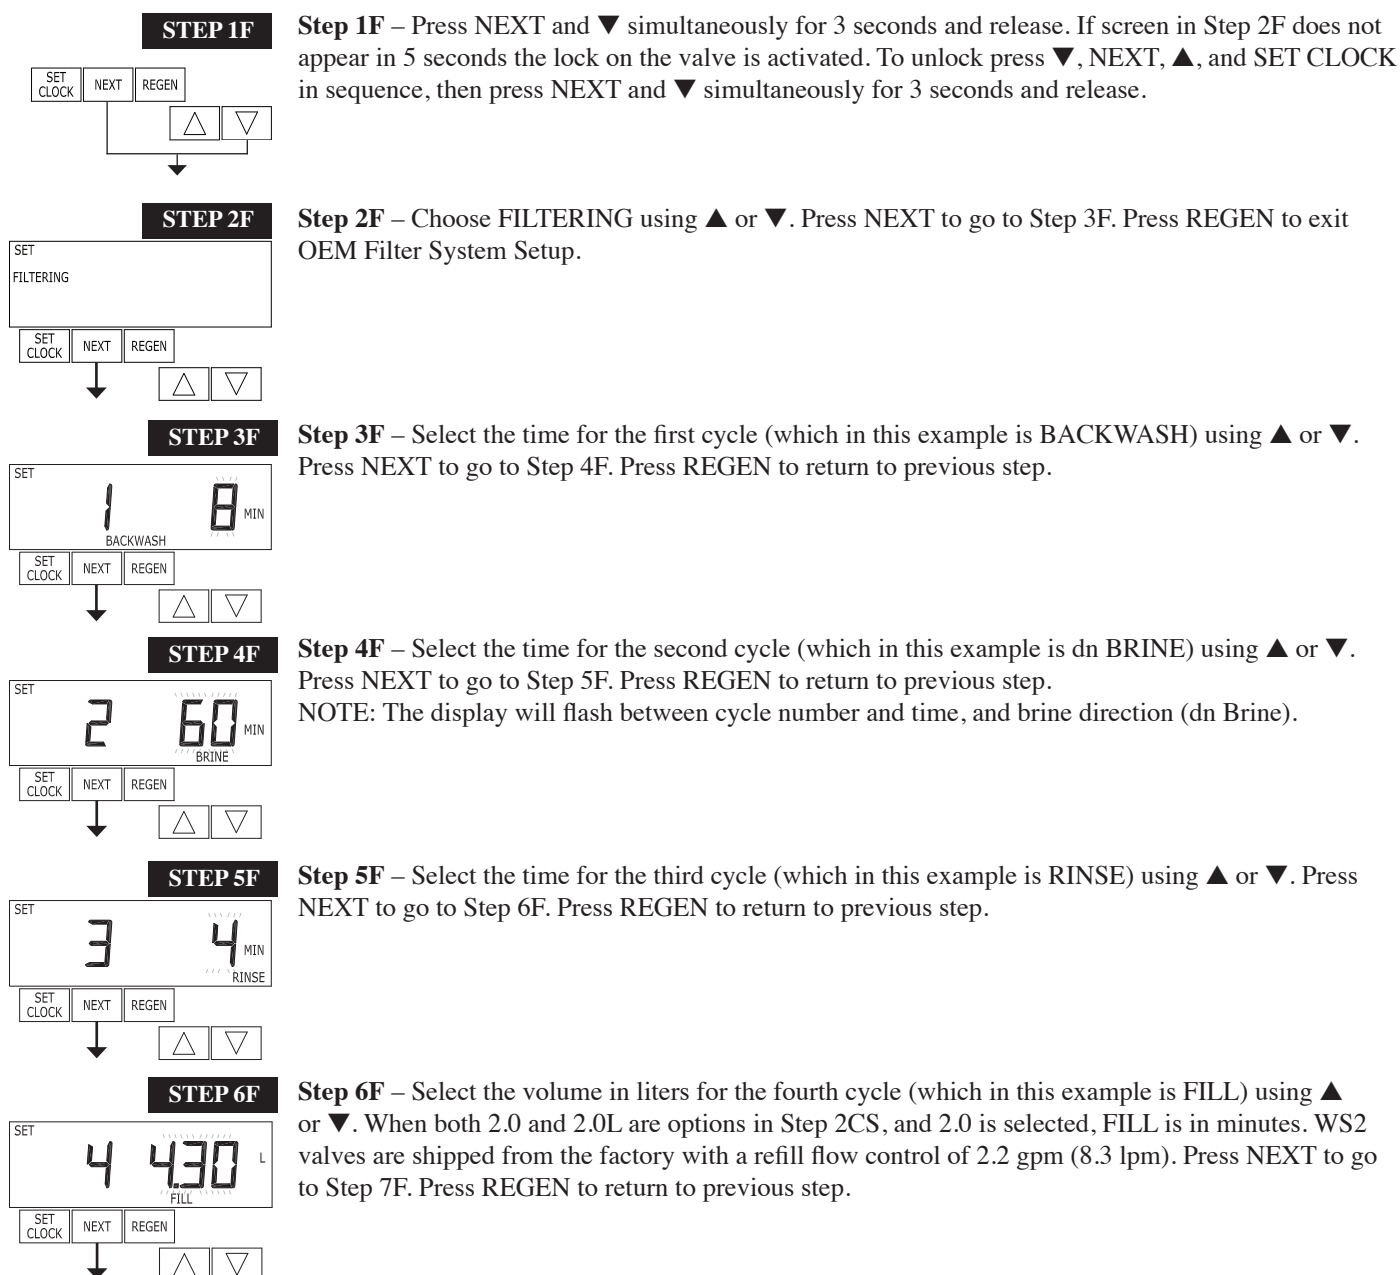 STEP 1F
Step 1F – Press NEXT and ▼ simultaneously for 3 seconds and release. If screen in Step 2F does not
appear in 5 seconds the lock on the valve is activated. To unlock press ▼, NEXT, ▲, and SET CLOCK
in sequence, then press NEXT and ▼ simultaneously for 3 seconds and release.
SET CLOCK NEXT REGEN
STEP 2F
Step 2F – Choose FILTERING using ▲ or ▼. Press NEXT to go to Step 3F. Press REGEN to exit
OEM Filter System Setup.
SET
FILTERING
SET CLOCK NEXT REGEN
STEP 3F
Step 3F – Select the time for the first cycle (which in this example is BACKWASH) using ▲ or ▼.
Press NEXT to go to Step 4F. Press REGEN to return to previous step.
SET
1 8 MIN
BACKWASH
SET CLOCK NEXT REGEN
STEP 4F
Step 4F – Select the time for the second cycle (which in this example is dn BRINE) using ▲ or ▼.
Press NEXT to go to Step 5F. Press REGEN to return to previous step.
NOTE: The display will flash between cycle number and time, and brine direction (dn Brine).
SET
2 60 MIN
BRINE
SET CLOCK NEXT REGEN
STEP 5F
Step 5F – Select the time for the third cycle (which in this example is RINSE) using ▲ or ▼. Press
NEXT to go to Step 6F. Press REGEN to return to previous step.
SET
3 4 MIN
RINSE
SET CLOCK NEXT REGEN
STEP 6F
Step 6F – Select the volume in liters for the fourth cycle (which in this example is FILL) using ▲
or ▼. When both 2.0 and 2.0L are options in Step 2CS, and 2.0 is selected, FILL is in minutes. WS2
valves are shipped from the factory with a refill flow control of 2.2 gpm (8.3 lpm). Press NEXT to go
to Step 7F. Press REGEN to return to previous step.
SET
4 4.30 L
FILL
SET CLOCK NEXT REGEN